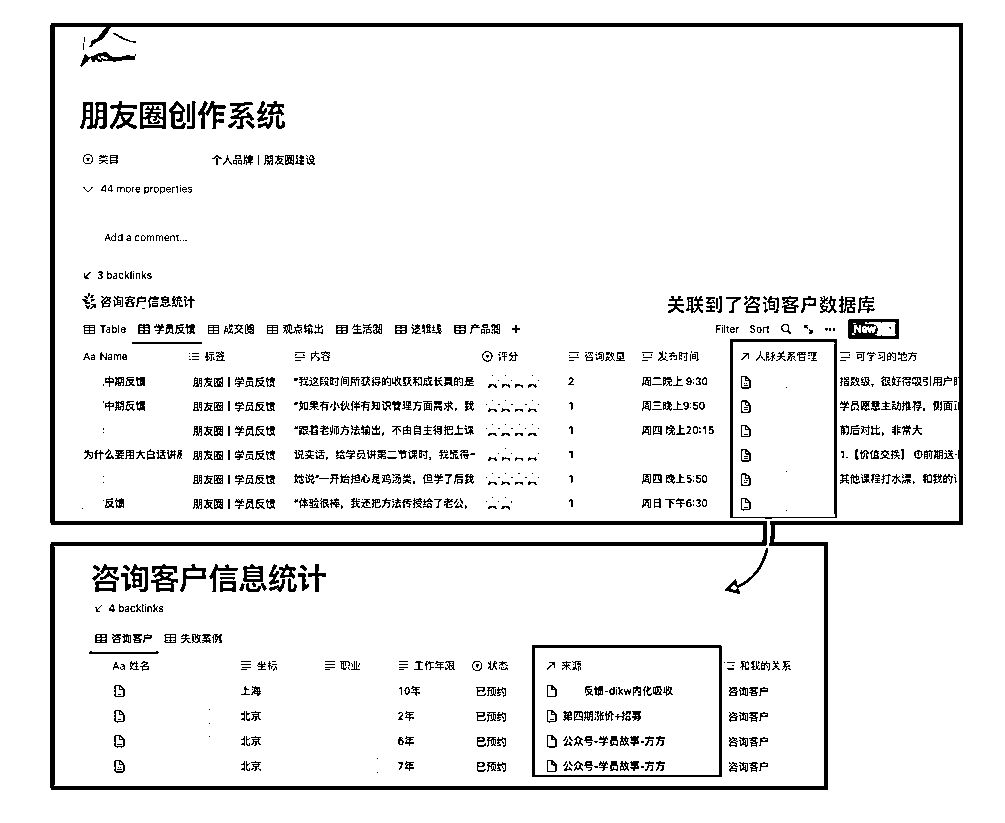 朋友圈创作系统
类目 个人品牌 | 朋友圈建设
44 more properties
Add a comment...
3 backlinks
咨询客户信息统计
关联到了咨询客户数据库
Table 学员反馈 成交圈 观点输出 生活圈 逻辑线 产品圈 +
Filter Sort ... New
Aa Name 标签 内容 评分 咨询数量 发布时间 人脉关系管理 可学习的地方
中期反馈 朋友圈 | 学员反馈 "我这段时间所获得的收获和成长真的是 2 周二晚上 9:30 指数级，很好得吸引用户
中期反馈 朋友圈 | 学员反馈 "如果有小伙伴有知识管理方面需求，我 1 周三晚上9:50 学员愿意主动推荐，侧面
朋友圈 | 学员反馈 "跟着老师方法输出，不由自主得把上课 1 周四 晚上20:15 前后对比，非常大
为什么要用大白话讲 朋友圈 | 学员反馈 说实话，给学员讲第二节课时，我觉得 1 1.【价值交换】 ①前期送
朋友圈 | 学员反馈 她说"一开始担心是鸡汤类，但学了后我 1 周四 晚上5:50 其他课程打水漂，和我的
反馈 朋友圈 | 学员反馈 "体验很棒，我还把方法传授给了老公， 1 周日 下午6:30
咨询客户信息统计
4 backlinks
咨询客户 失败案例
Aa 姓名 坐标 职业 工作年限 状态 来源 和我的关系
上海 10年 已预约 反馈-dikw内化吸收 咨询客户
北京 2年 已预约 第四期涨价+招募 咨询客户
北京 6年 已预约 公众号-学员故事-方方 咨询客户
北京 7年 已预约 公众号-学员故事-方方 咨询客户